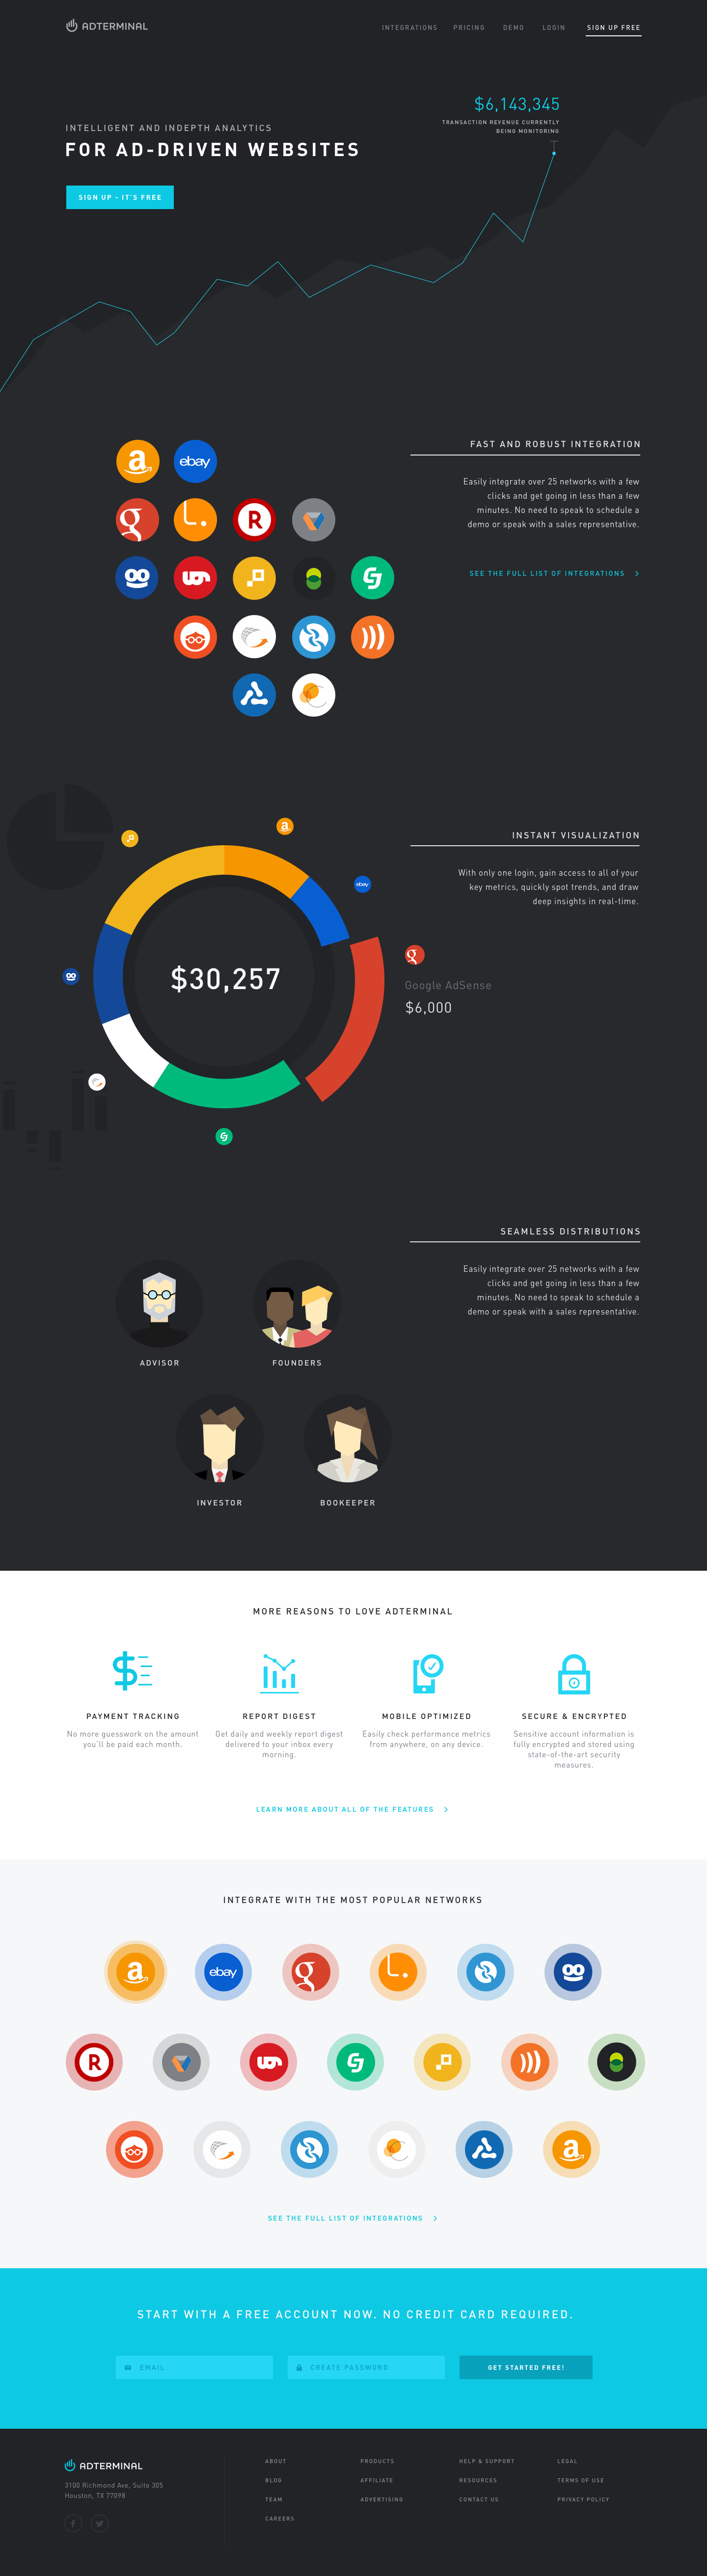 ADTERMINAL
INTEGRATIONS PRICING DEMO LOGIN SIGN UP FREE
$6,143,345
TRANSACTION REVENUE CURRENTLY
BEING MONITORING
INTELLIGENT AND INDEPTH ANALYTICS
FOR AD-DRIVEN WEBSITES
SIGN UP - IT'S FREE
FAST AND ROBUST INTEGRATION
Easily integrate over 25 networks with a few
clicks and get going in less than a few
minutes. No need to speak to schedule a
demo or speak with a sales representative.
SEE THE FULL LIST OF INTEGRATIONS
a ebay
g L. R
INSTANT VISUALIZATION
With only one login, gain access to all of your
key metrics, quickly spot trends, and draw
deep insights in real-time.
a
ebay
g
$30,257
Google AdSense
$6,000
SEAMLESS DISTRIBUTIONS
Easily integrate over 25 networks with a few
clicks and get going in less than a few
minutes. No need to speak to schedule a
demo or speak with a sales representative.
ADVISOR FOUNDERS
INVESTOR BOOKEEPER
MORE REASONS TO LOVE ADTERMINAL
PAYMENT TRACKING
No more guesswork on the amount
you'll be paid each month.
REPORT DIGEST
Get daily and weekly report digest
delivered to your inbox every
morning.
MOBILE OPTIMIZED
Easily check performance metrics
from anywhere, on any device.
SECURE & ENCRYPTED
Sensitive account information is
fully encrypted and stored using
state-of-the-art security
measures.
LEARN MORE ABOUT ALL OF THE FEATURES
INTEGRATE WITH THE MOST POPULAR NETWORKS
a ebay g L.
R
a
SEE THE FULL LIST OF INTEGRATIONS
START WITH A FREE ACCOUNT NOW. NO CREDIT CARD REQUIRED.
EMAIL CREATE PASSWORD GET STARTED FREE!
ADTERMINAL
3100 Richmond Ave, Suite 305
Houston, TX 77098
ABOUT
BLOG
TEAM
CAREERS
PRODUCTS
AFFILIATE
ADVERTISING
HELP & SUPPORT
RESOURCES
CONTACT US
LEGAL
TERMS OF USE
PRIVACY POLICY